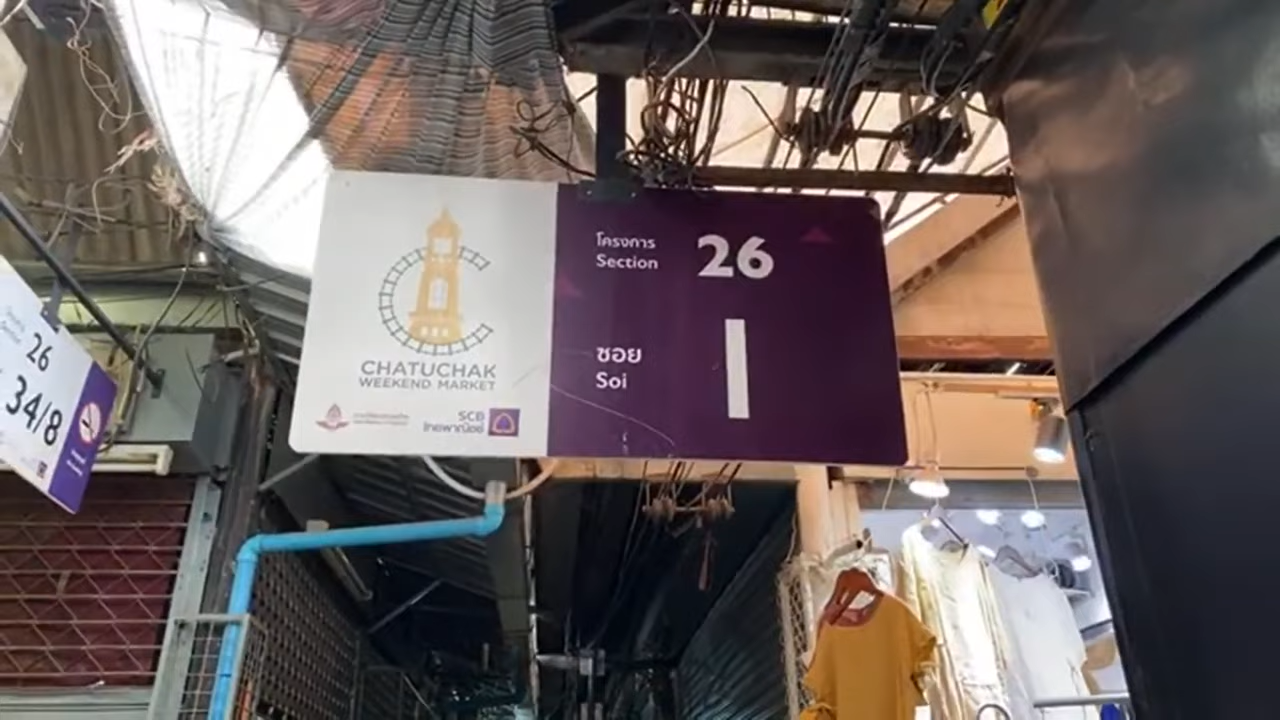 CHATUCHAK
WEEKEND MARKET
SCB
ไทยพาณิชย์
โครงการ
Section
26
ซอย
Soi
1
26
34/8